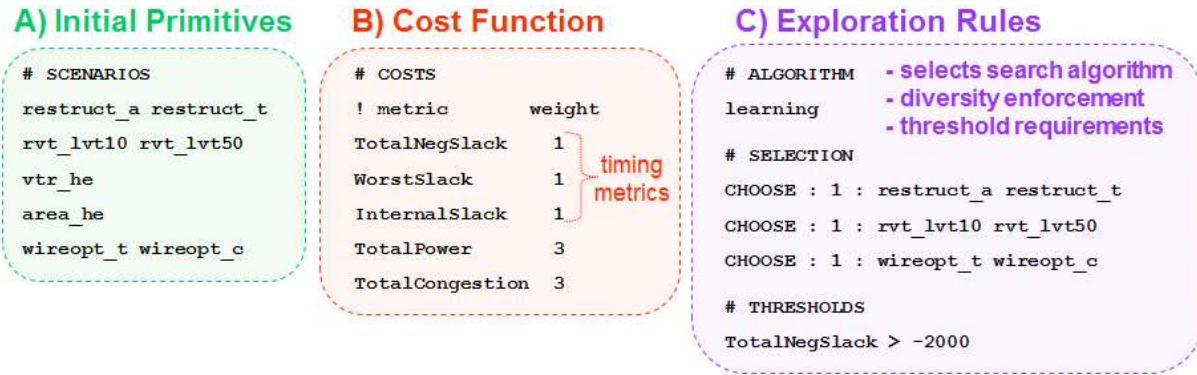 A) Initial Primitives
# SCENARIOS
restruct_a restruct_t
rvt_lvt10 rvt_lvt50
vtr_he
area_he
wireopt_t wireopt_c
B) Cost Function
# COSTS
! metric weight
TotalNegSlack 1
WorstSlack 1
InternalSlack 1
timing
metrics
TotalPower 3
TotalCongestion 3
C) Exploration Rules
# ALGORITHM
learning
- selects search algorithm
- diversity enforcement
- threshold requirements
# SELECTION
CHOOSE : 1 : restruct_a restruct_t
CHOOSE : 1 : rvt_lvt10 rvt_lvt50
CHOOSE : 1 : wireopt_t wireopt_c
# THRESHOLDS
TotalNegSlack > -2000